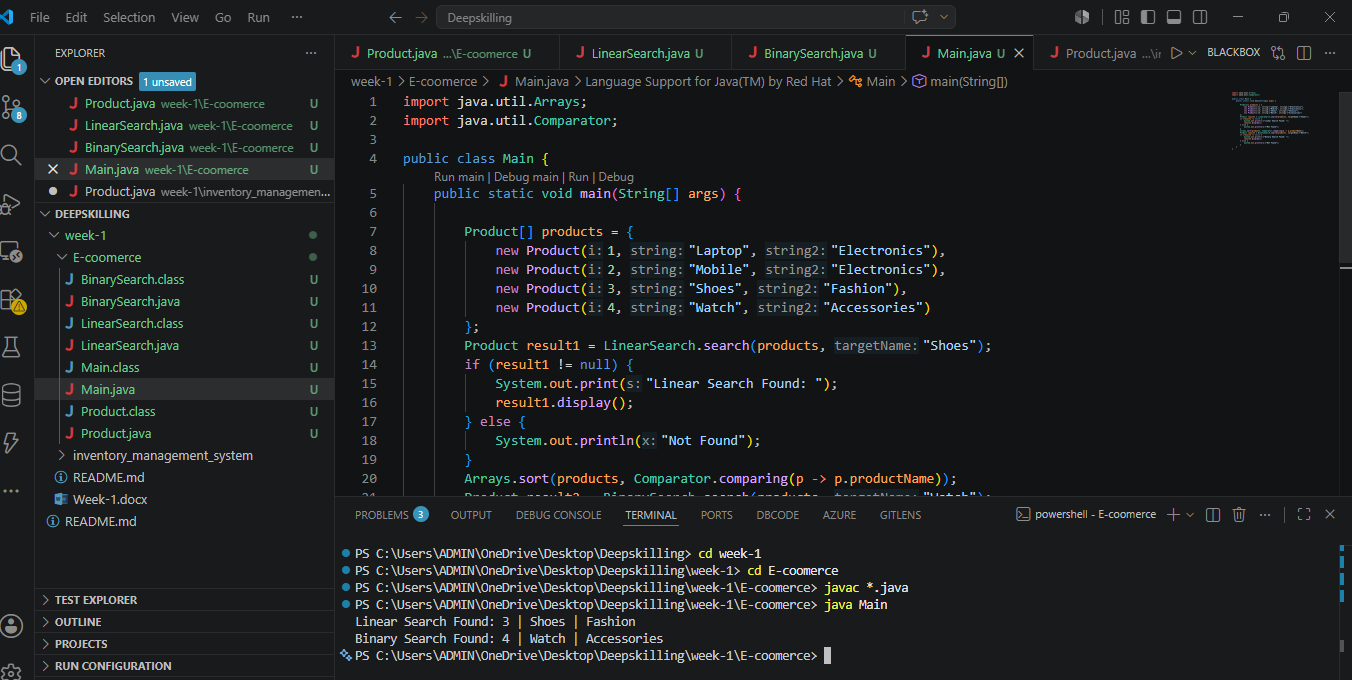 File Edit Selection View Go Run ···
Deepskilling
EXPLORER ···
OPEN EDITORS 1 unsaved
Product.java week-1\E-coomerce U
LinearSearch.java week-1\E-coomerce U
BinarySearch.java week-1\E-coomerce U
Main.java week-1\E-coomerce U
Product.java week-1\inventory_managemen...
DEEPSKILLING
week-1
E-coomerce
J BinarySearch.class U
J BinarySearch.java U
J LinearSearch.class U
J LinearSearch.java U
J Main.class U
J Main.java U
J Product.class U
J Product.java U
inventory_management_system
README.md
Week-1.docx
README.md
TEST EXPLORER
OUTLINE
PROJECTS
RUN CONFIGURATION
1
8
J Product.java ...\E-coomerce U J LinearSearch.java U J BinarySearch.java U J Main.java U J Product.java ...\ir BLACKBOX ···
week-1 > E-coomerce > J Main.java > Language Support for Java(TM) by Red Hat > Main > main(String[])
1 import java.util.Arrays;
2 import java.util.Comparator;
3
4 public class Main {
Run main | Debug main | Run | Debug
5 public static void main(String[] args) {
6
7 Product[] products = {
8 new Product(i: 1, string: "Laptop", string2: "Electronics"),
9 new Product(i: 2, string: "Mobile", string2: "Electronics"),
10 new Product(i: 3, string: "Shoes", string2: "Fashion"),
11 new Product(i: 4, string: "Watch", string2: "Accessories")
12 };
13 Product result1 = LinearSearch.search(products, targetName: "Shoes");
14 if (result1 != null) {
15 System.out.print(s: "Linear Search Found: ");
16 result1.display();
17 } else {
18 System.out.println(x: "Not Found");
19 }
20 Arrays.sort(products, Comparator.comparing(p -> p.productName));
21 Product result2 = BinarySearch.search(products, targetName: "Watch");
PROBLEMS 3 OUTPUT DEBUG CONSOLE TERMINAL PORTS DBCODE AZURE GITLENS powershell - E-coomerce
PS C:\Users\ADMIN\OneDrive\Desktop\Deepskilling> cd week-1
PS C:\Users\ADMIN\OneDrive\Desktop\Deepskilling\week-1> cd E-coomerce
PS C:\Users\ADMIN\OneDrive\Desktop\Deepskilling\week-1\E-coomerce> javac *.java
PS C:\Users\ADMIN\OneDrive\Desktop\Deepskilling\week-1\E-coomerce> java Main
Linear Search Found: 3 | Shoes | Fashion
Binary Search Found: 4 | Watch | Accessories
PS C:\Users\ADMIN\OneDrive\Desktop\Deepskilling\week-1\E-coomerce>